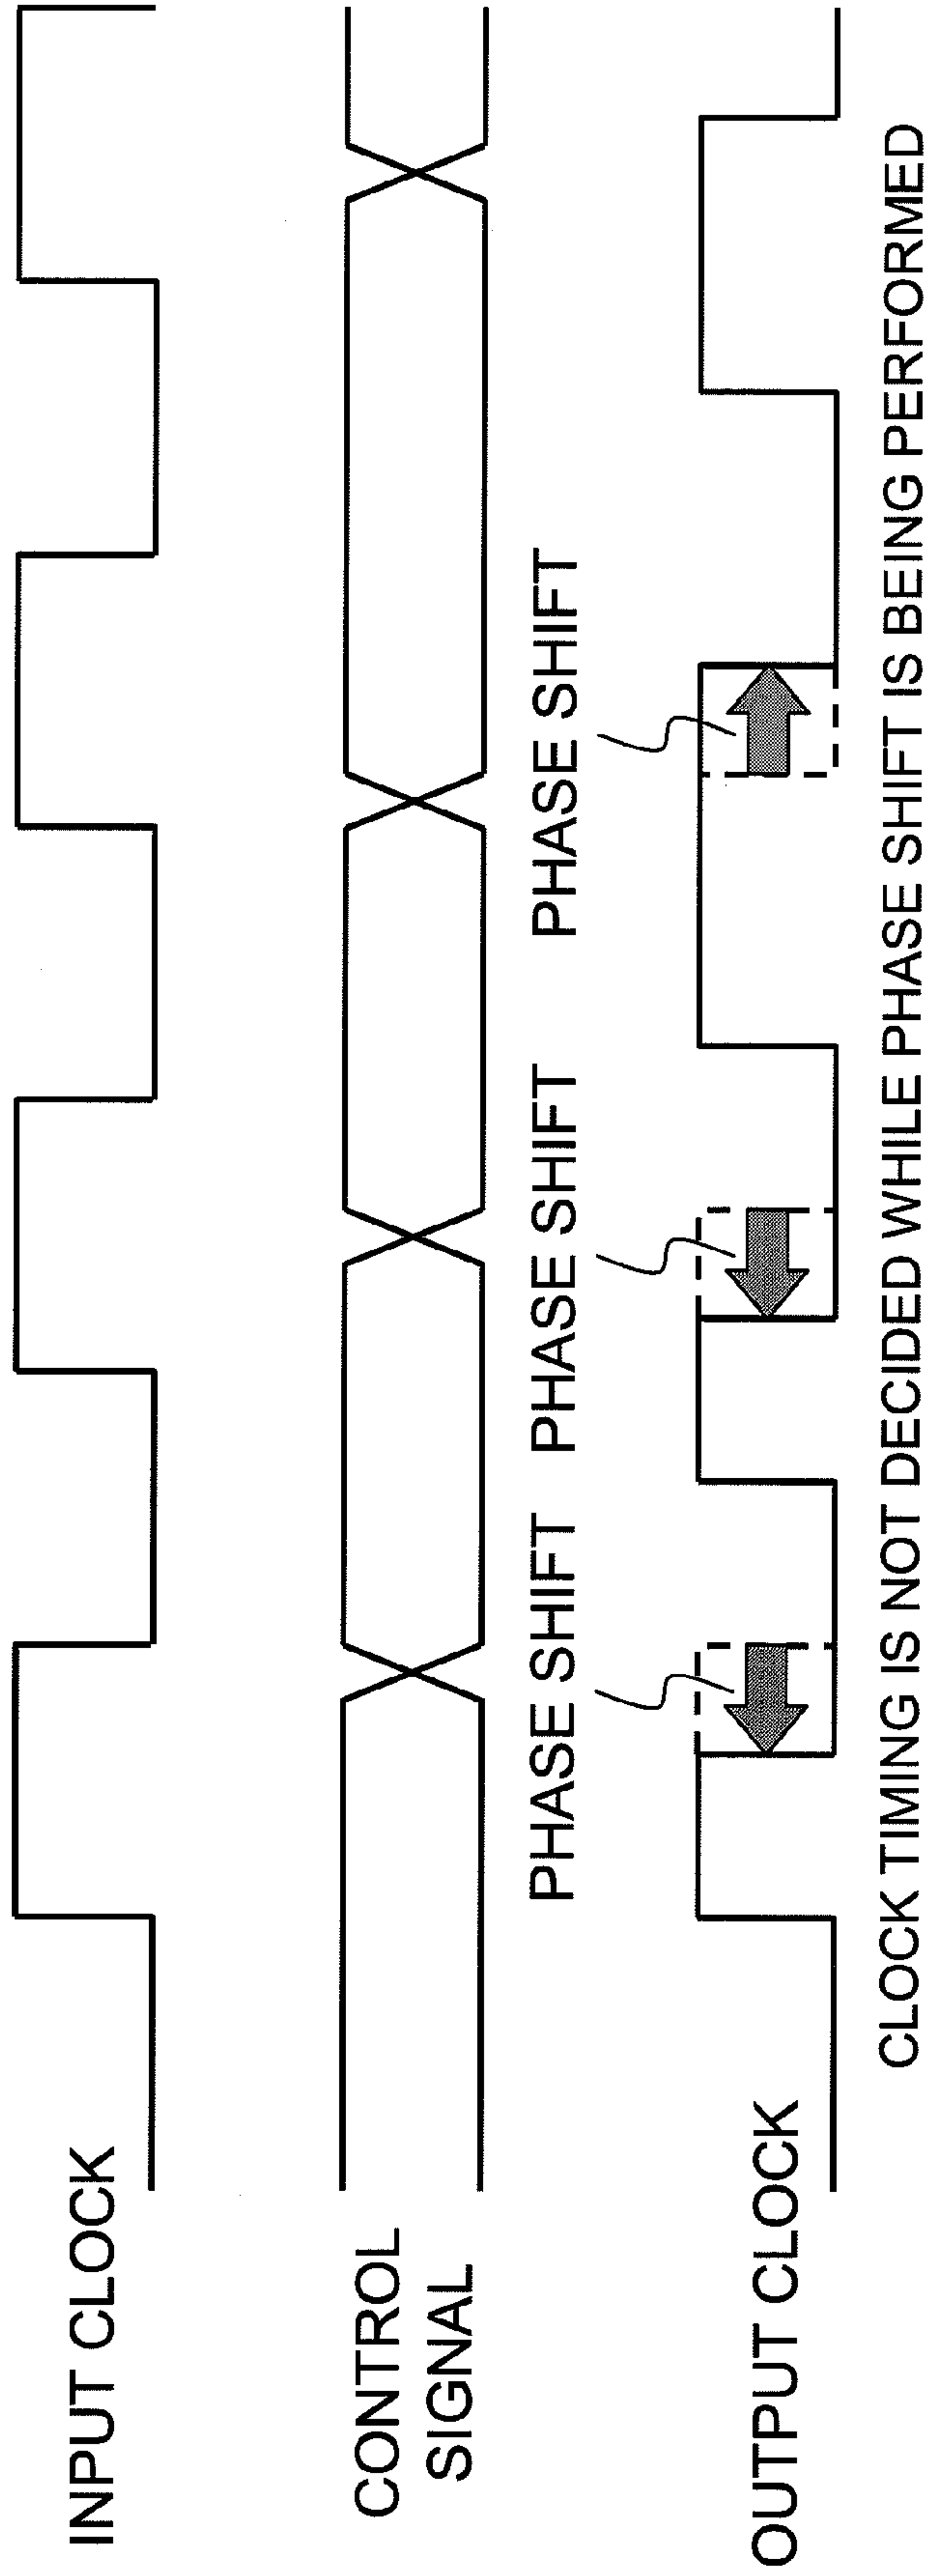 INPUT CLOCK
CONTROL
SIGNAL
PHASE SHIFT
PHASE SHIFT
PHASE SHIFT
OUTPUT CLOCK
CLOCK TIMING IS NOT DECIDED WHILE PHASE SHIFT IS BEING PERFORMED